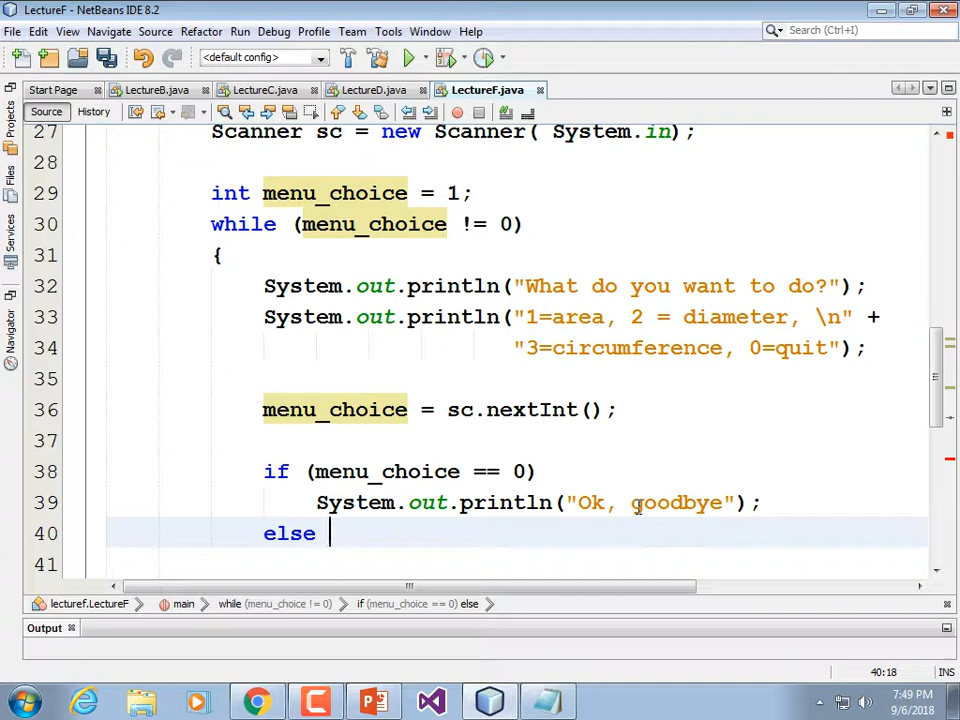 LectureF - NetBeans IDE 8.2
File Edit View Navigate Source Refactor Run Debug Profile Team Tools Window Help
Search (Ctrl+I)
<default config>
Start Page LectureB.java LectureC.java LectureD.java LectureF.java
Source History
Projects
Files
Services
Navigator
27 Scanner sc = new Scanner( System.in);
28
29 int menu_choice = 1;
30 while (menu_choice != 0)
31 {
32 System.out.println("What do you want to do?");
33 System.out.println("1=area, 2 = diameter, \n" +
34 "3=circumference, 0=quit");
35
36 menu_choice = sc.nextInt();
37
38 if (menu_choice == 0)
39 System.out.println("Ok, goodbye");
40 else
41
lecturef.LectureF main while (menu_choice != 0) if (menu_choice == 0) else
Output
40:18 INS
7:49 PM
9/6/2018